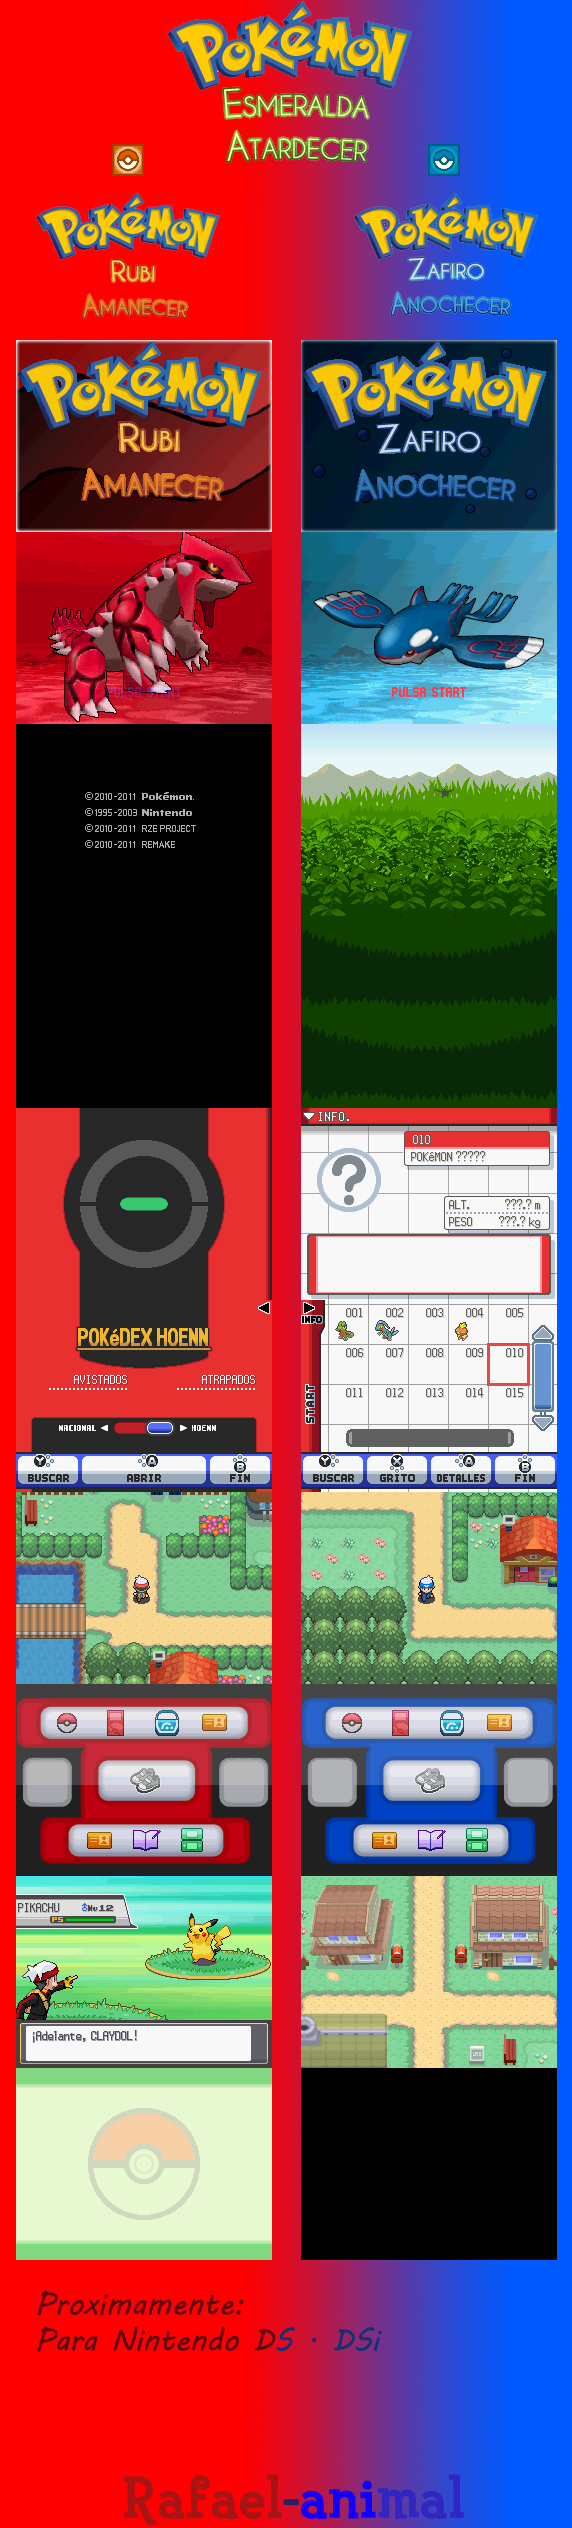 POKéMON
ESMERALDA
ATARDECER
POKéMON
RUBI
AMANECER
POKéMON
ZAFIRO
ANOCHECER
POKéMON
RUBI
AMANECER
POKéMON
ZAFIRO
ANOCHECER
PULSA START
PULSA START
©2010-2011 Pokémon.
©1995-2003 Nintendo
©2010-2011 RZE PROJECT
©2010-2011 REMAKE
POKéDEX HOENN
AVISTADOS ATRAPADOS
NACIONAL HOENN
Y A B
BUSCAR ABRIR FIN
INFO.
010
POKéMON ?????
ALT. ???.? m
PESO ???.? kg
INFO
START
001 002 003 004 005
006 007 008 009 010
011 012 013 014 015
Y X A B
BUSCAR GRITO DETALLES FIN
PIKACHU ♂Nv12
PS
¡Adelante, CLAYDOL!
Proximamente:
Para Nintendo DS · DSi
Rafael-animal